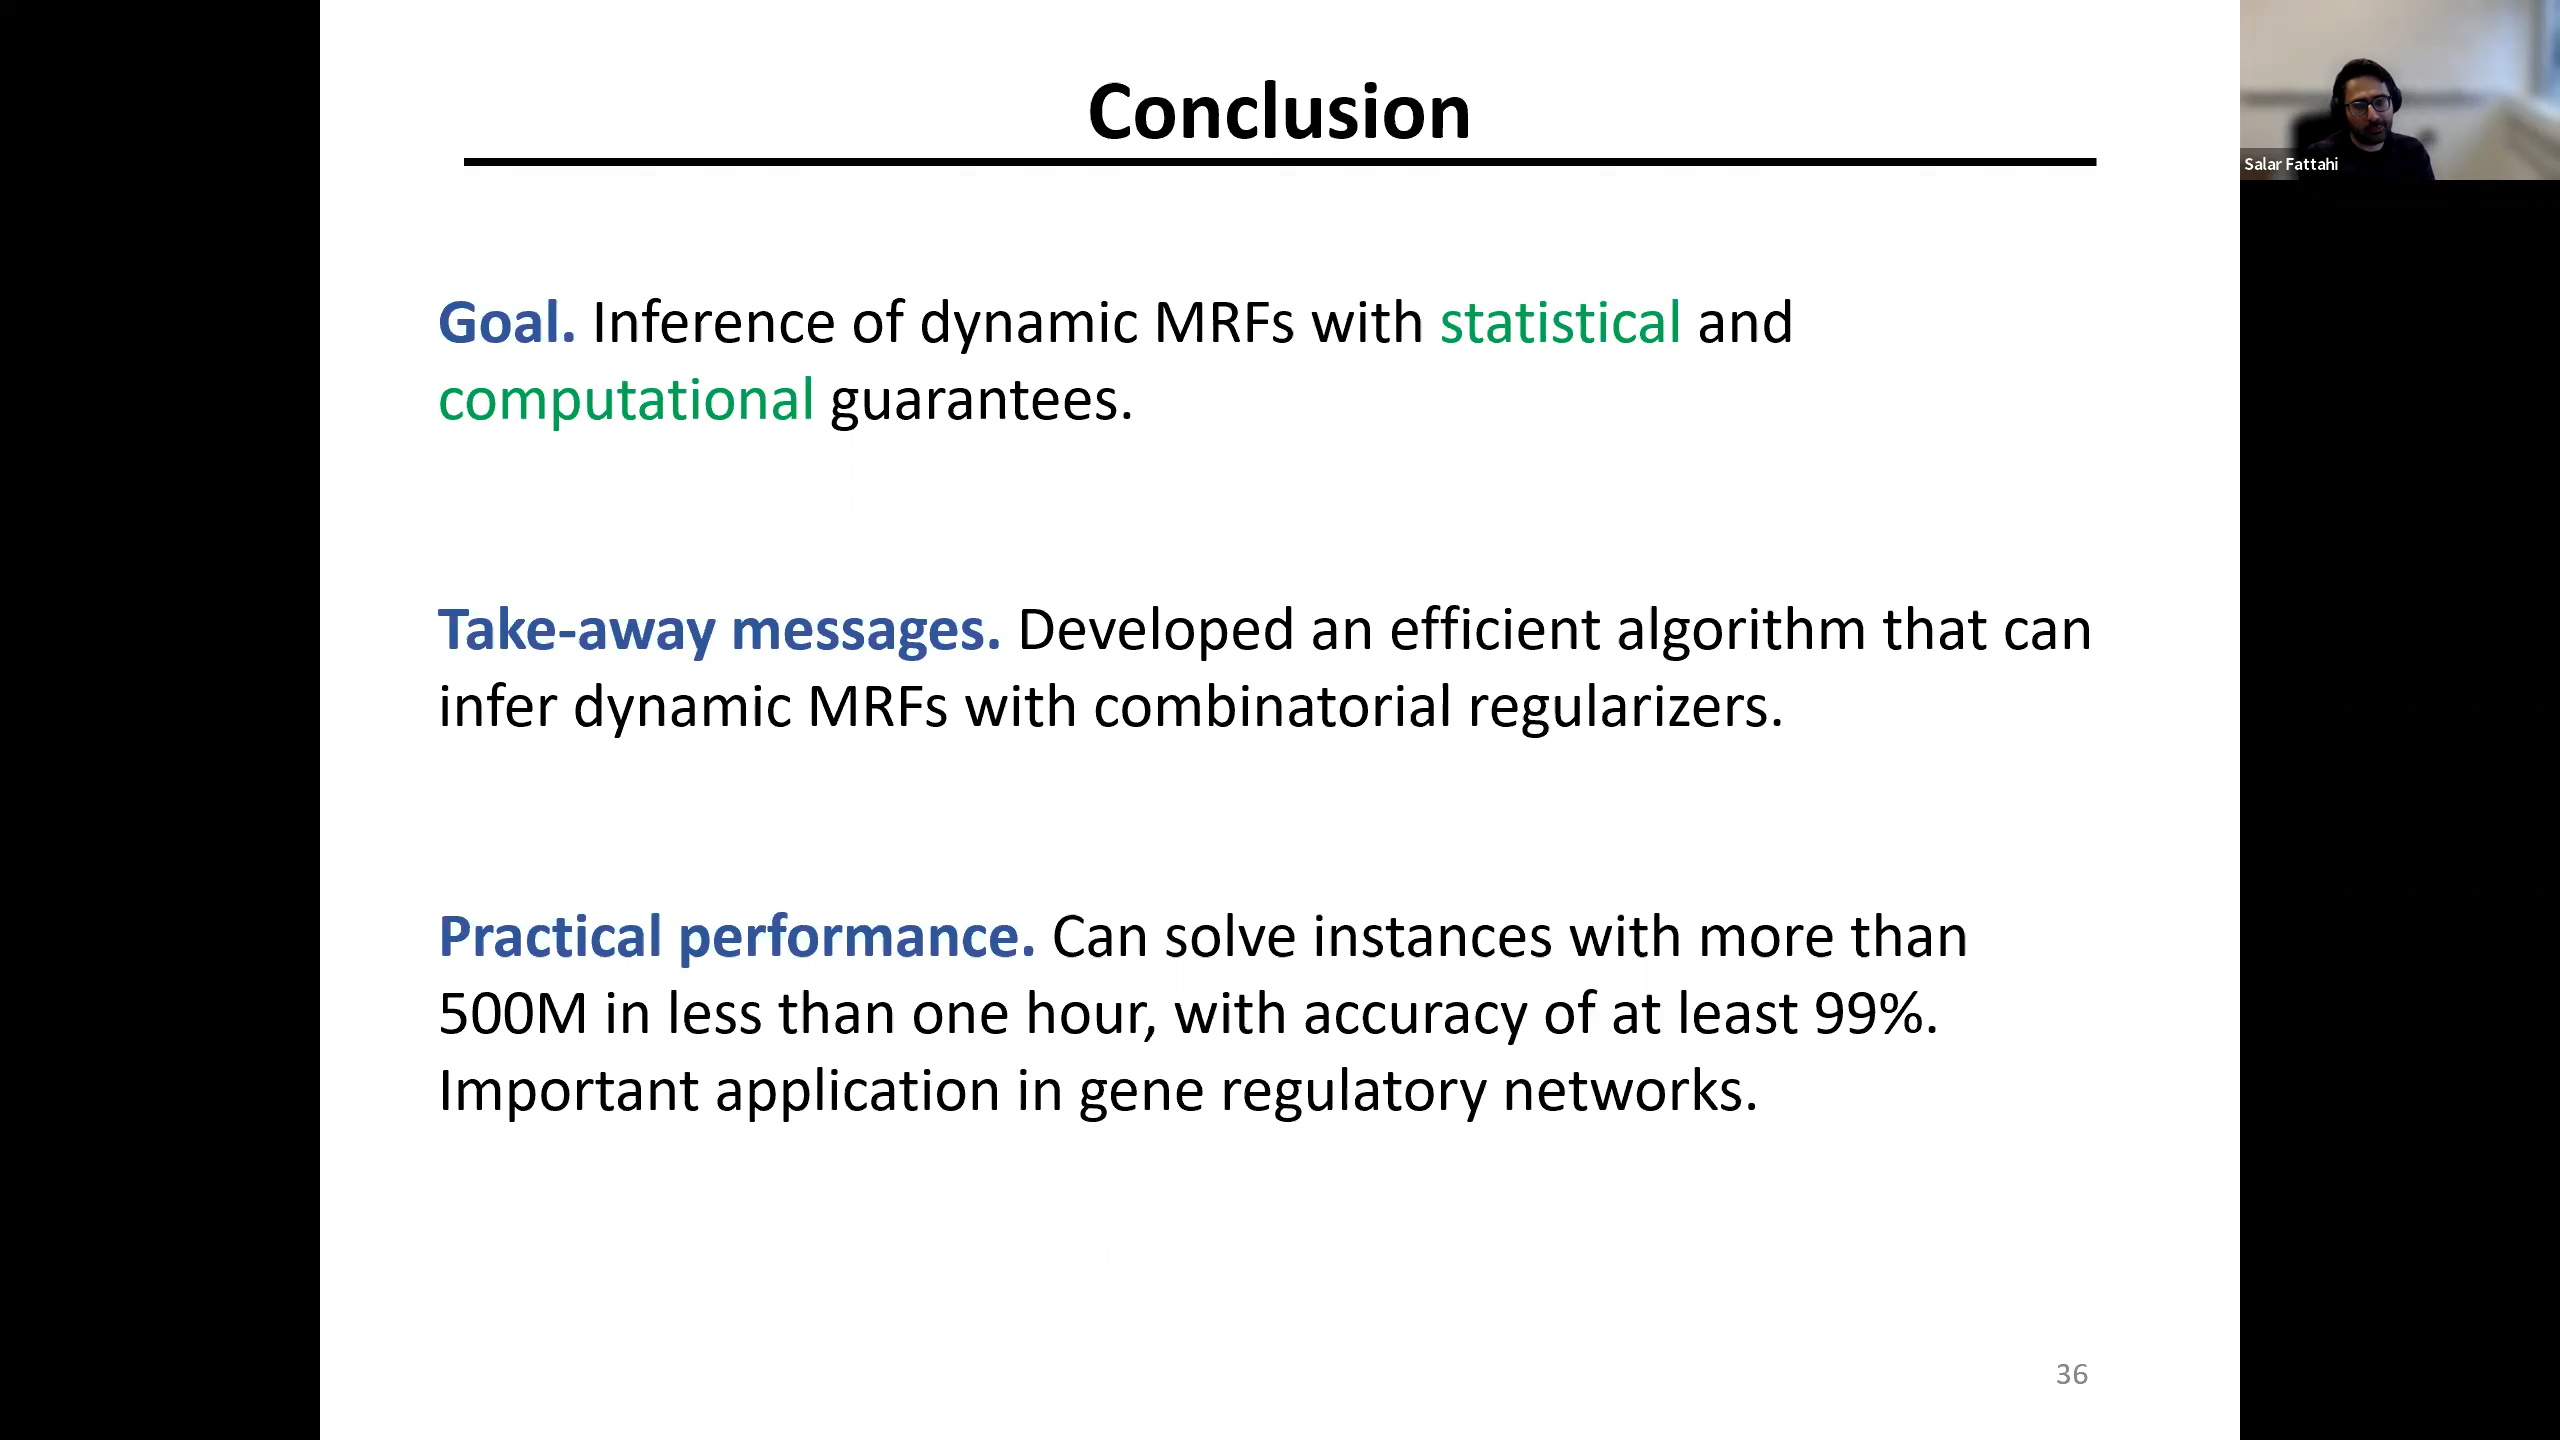 Conclusion
Salar Fattahi
Goal. Inference of dynamic MRFs with statistical and
computational guarantees.
Take-away messages. Developed an efficient algorithm that can
infer dynamic MRFs with combinatorial regularizers.
Practical performance. Can solve instances with more than
500M in less than one hour, with accuracy of at least 99%.
Important application in gene regulatory networks.
36